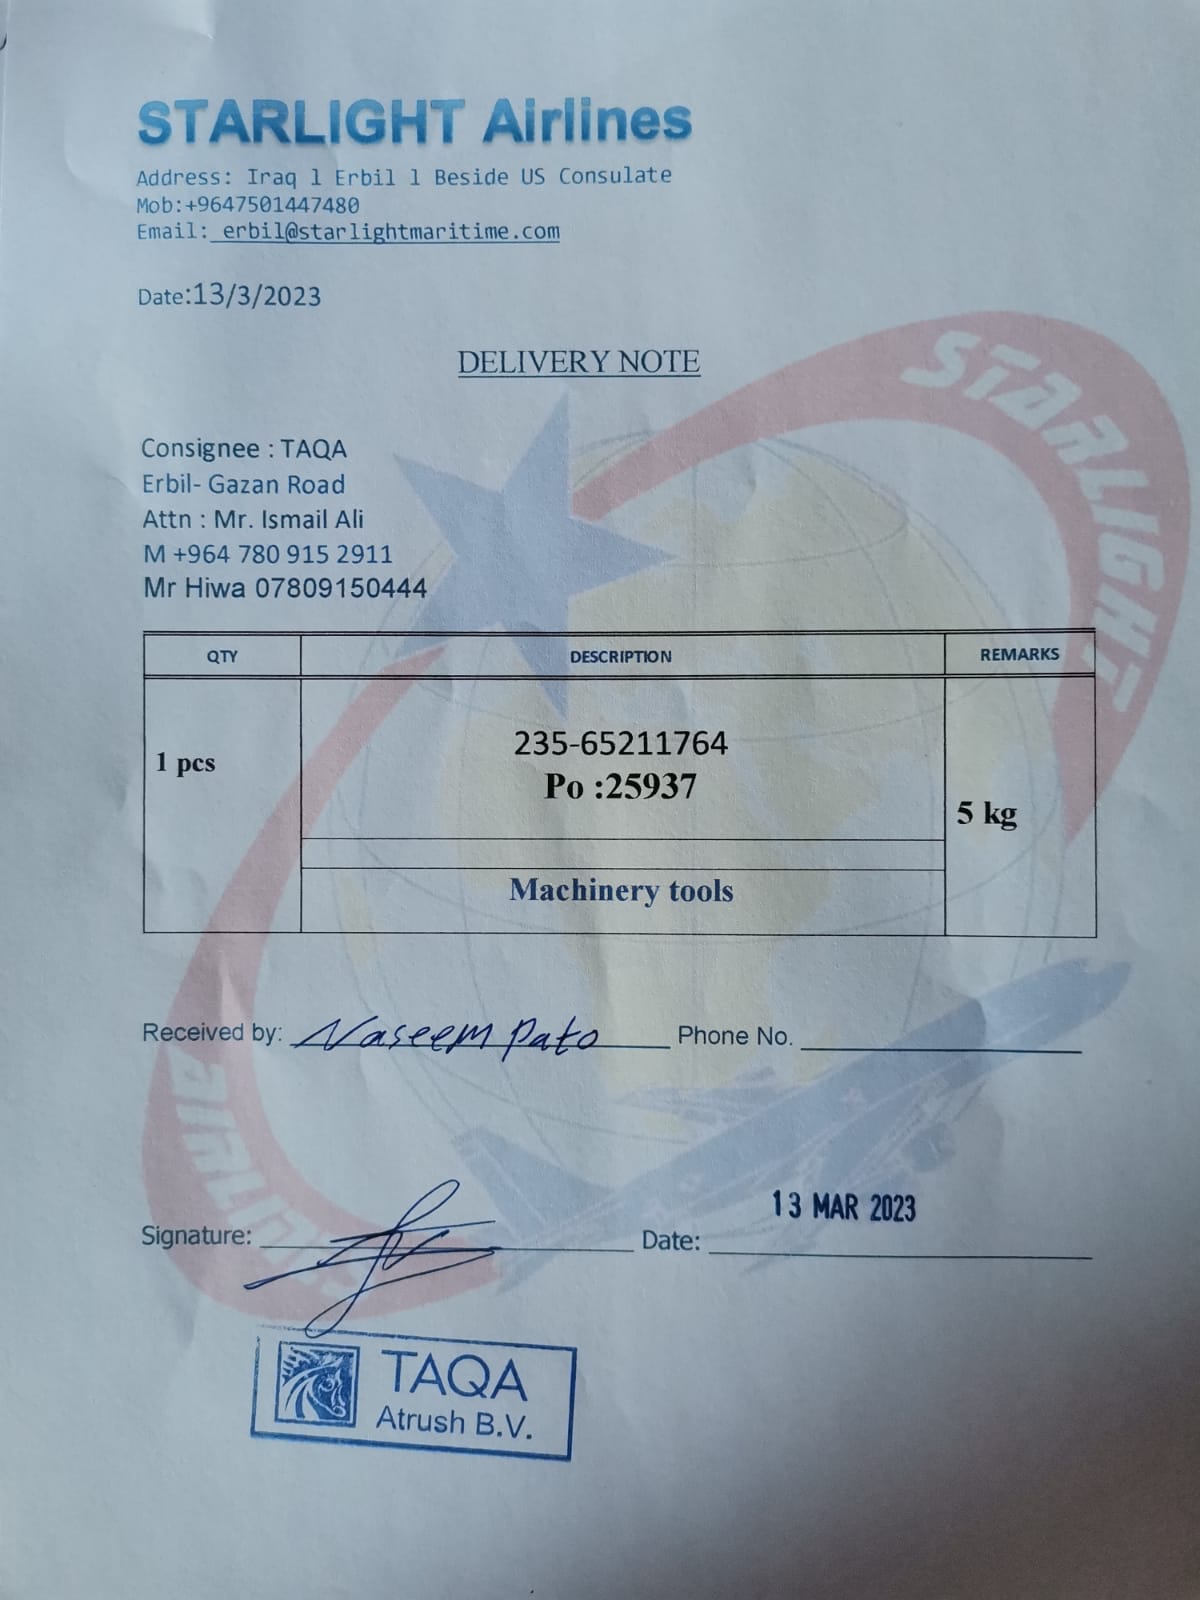 STARLIGHT Airlines
Address: Iraq l Erbil l Beside US Consulate
Mob:+9647501447480
Email: erbil@starlightmaritime.com
Date:13/3/2023
DELIVERY NOTE
STARLIGHT
Consignee : TAQA
Erbil- Gazan Road
Attn : Mr. Ismail Ali
M +964 780 915 2911
Mr Hiwa 07809150444
QTY DESCRIPTION REMARKS
1 pcs
235-65211764
Po :25937
5 kg
Machinery tools
Received by: Naseem Pato Phone No.
AIRLINES
13 MAR 2023
Signature: Date:
TAQA
Atrush B.V.